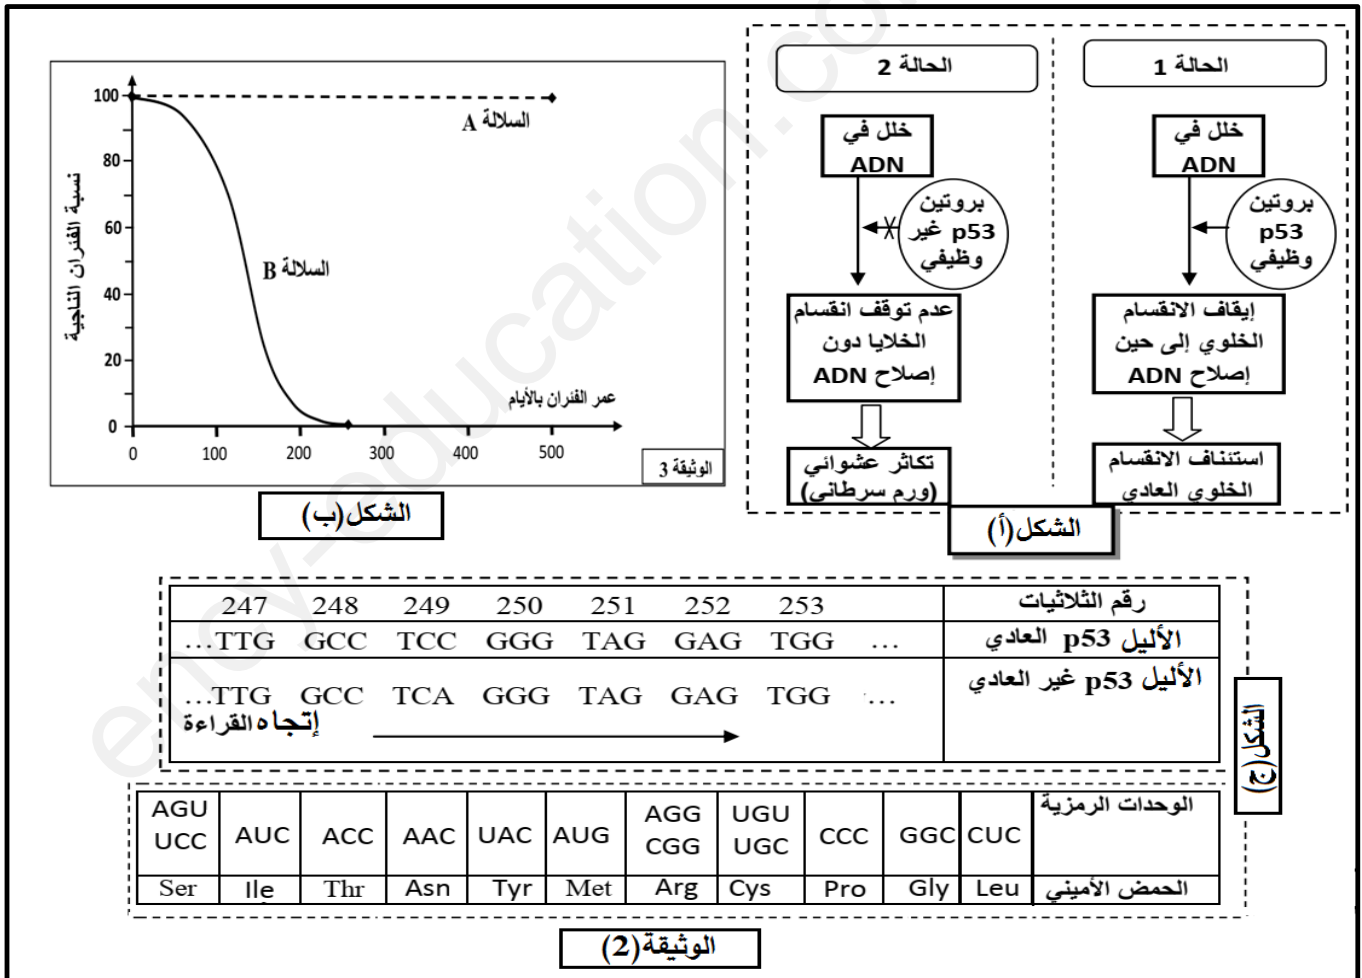 الحالة 1
الحالة 2
خلل في
ADN
بروتين
p53
وظيفي
إيقاف الانقسام
الخلوي إلى حين
إصلاح ADN
استئناف الانقسام
الخلوي العادي
خلل في
ADN
بروتين
p53 غير
وظيفي
عدم توقف انقسام
الخلايا دون
إصلاح ADN
تكاثر عشوائي
(ورم سرطاني)
الشكل(أ)
نسبة الفئران الناجية
100
80
60
40
20
0
السلالة A
السلالة B
عمر الفئران بالأيام
0 100 200 300 400 500
الوثيقة 3
الشكل(ب)
رقم الثلاثيات
247 248 249 250 251 252 253
الأليل p53 العادي
...TTG GCC TCC GGG TAG GAG TGG ...
الأليل p53 غير العادي
...TTG GCC TCA GGG TAG GAG TGG ...
إتجاه القراءة
الشكل(ج)
الوحدات الرمزية
AGU AUC ACC AAC UAC AUG AGG UGU CCC GGC CUC
UCC CGG UGC
الحمض الأميني
Ser Ile Thr Asn Tyr Met Arg Cys Pro Gly Leu
الوثيقة(2)
ency-education.com